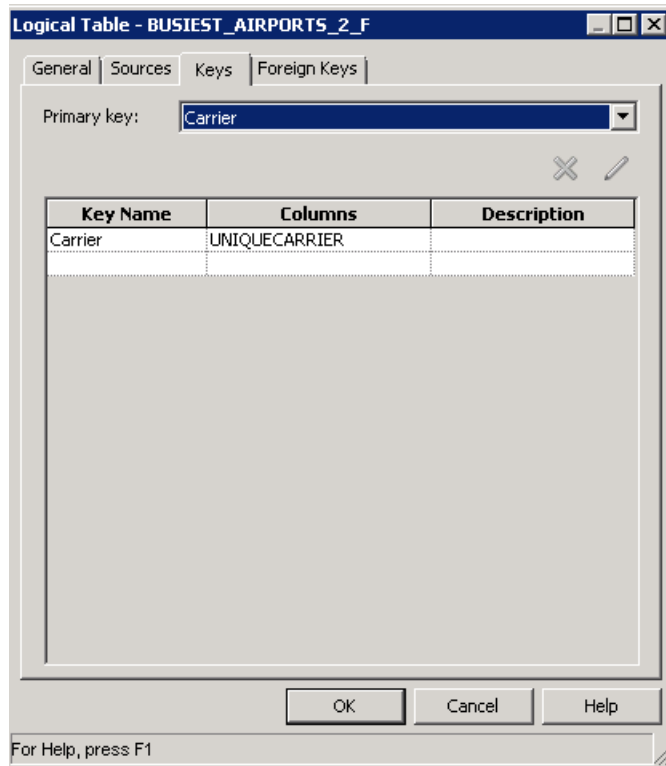 Logical Table - BUSIEST_AIRPORTS_2_F
General Sources Keys Foreign Keys
Primary key: Carrier
Key Name Columns Description
Carrier UNIQUECARRIER
OK Cancel Help
For Help, press F1